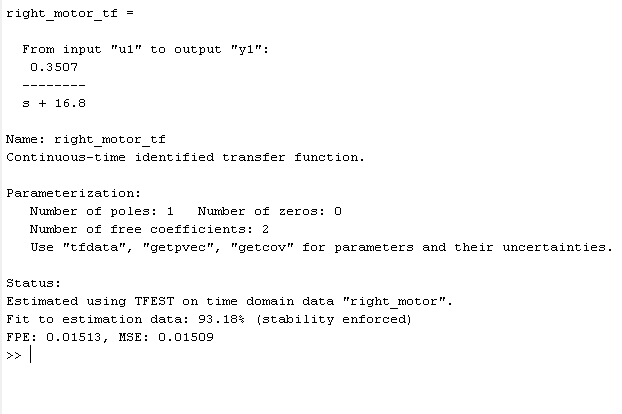 right_motor_tf =
From input "u1" to output "y1":
0.3507
--------
s + 16.8
Name: right_motor_tf
Continuous-time identified transfer function.
Parameterization:
Number of poles: 1   Number of zeros: 0
Number of free coefficients: 2
Use "tfdata", "getpvec", "getcov" for parameters and their uncertainties.
Status:
Estimated using TFEST on time domain data "right_motor".
Fit to estimation data: 93.18% (stability enforced)
FPE: 0.01513, MSE: 0.01509
>>